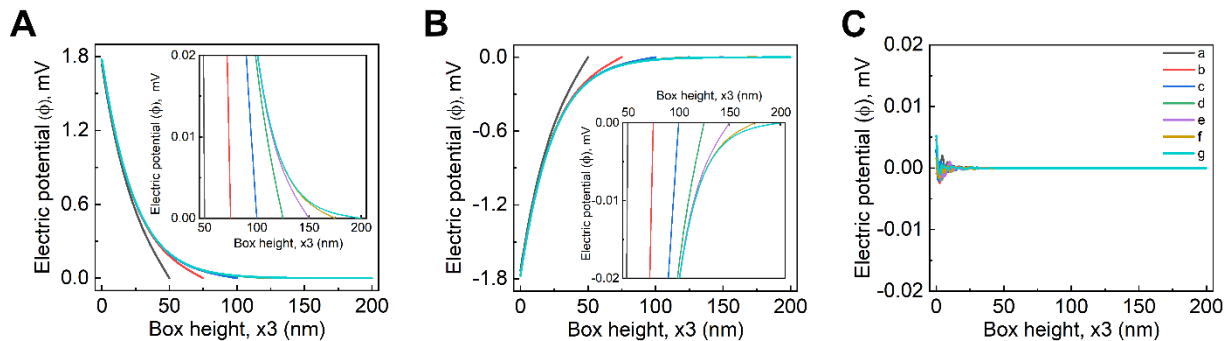 A
Electric potential (ϕ), mV
1.8
1.2
0.6
0.0
0
50
100
150
200
Box height, x3 (nm)
Electric potential (ϕ), mV
0.02
0.01
0.00
50
100
150
200
Box height, x3 (nm)
B
Electric potential (ϕ), mV
0.0
-0.6
-1.2
-1.8
0
50
100
150
200
Box height, x3 (nm)
Box height, x3 (nm)
50
100
150
200
Electric potential (ϕ), mV
0.00
-0.01
-0.02
C
Electric potential (ϕ), mV
0.02
0.01
0.00
-0.01
-0.02
0
50
100
150
200
Box height, x3 (nm)
a
b
c
d
e
f
g